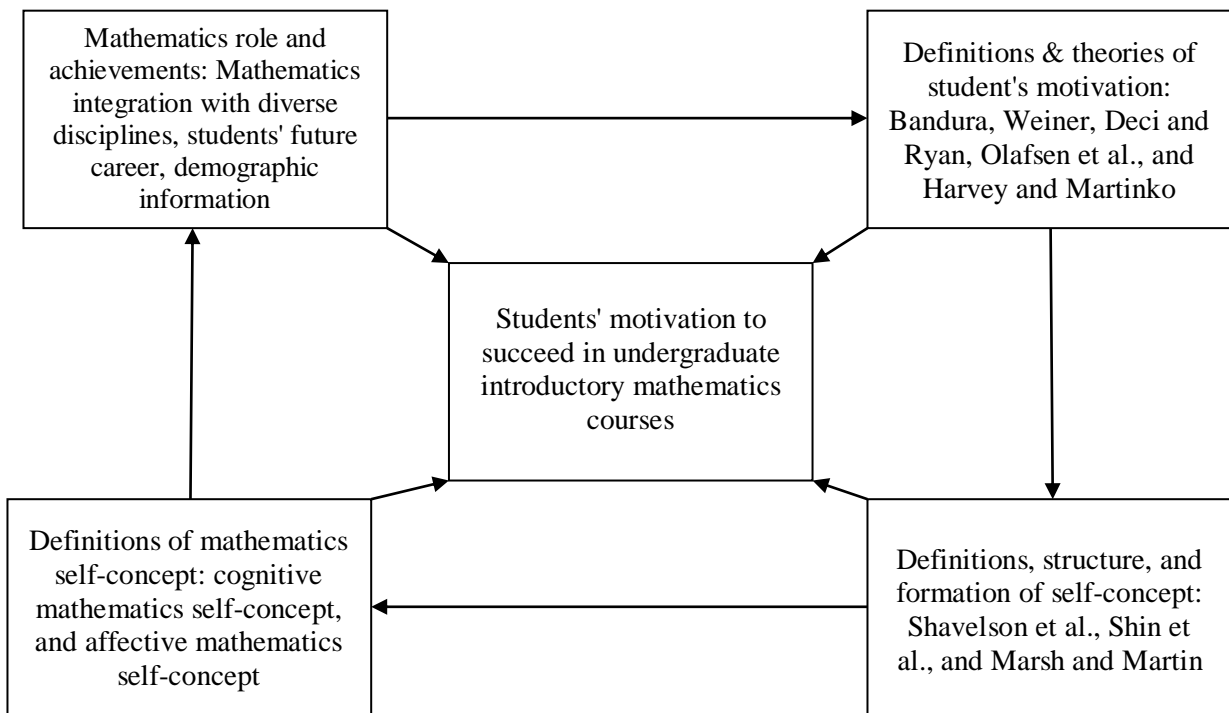 Mathematics role and
achievements: Mathematics
integration with diverse
disciplines, students' future
career, demographic
information
Definitions & theories of
student's motivation:
Bandura, Weiner, Deci and
Ryan, Olafsen et al., and
Harvey and Martinko
Students' motivation to
succeed in undergraduate
introductory mathematics
courses
Definitions of mathematics
self-concept: cognitive
mathematics self-concept,
and affective mathematics
self-concept
Definitions, structure, and
formation of self-concept:
Shavelson et al., Shin et
al., and Marsh and Martin